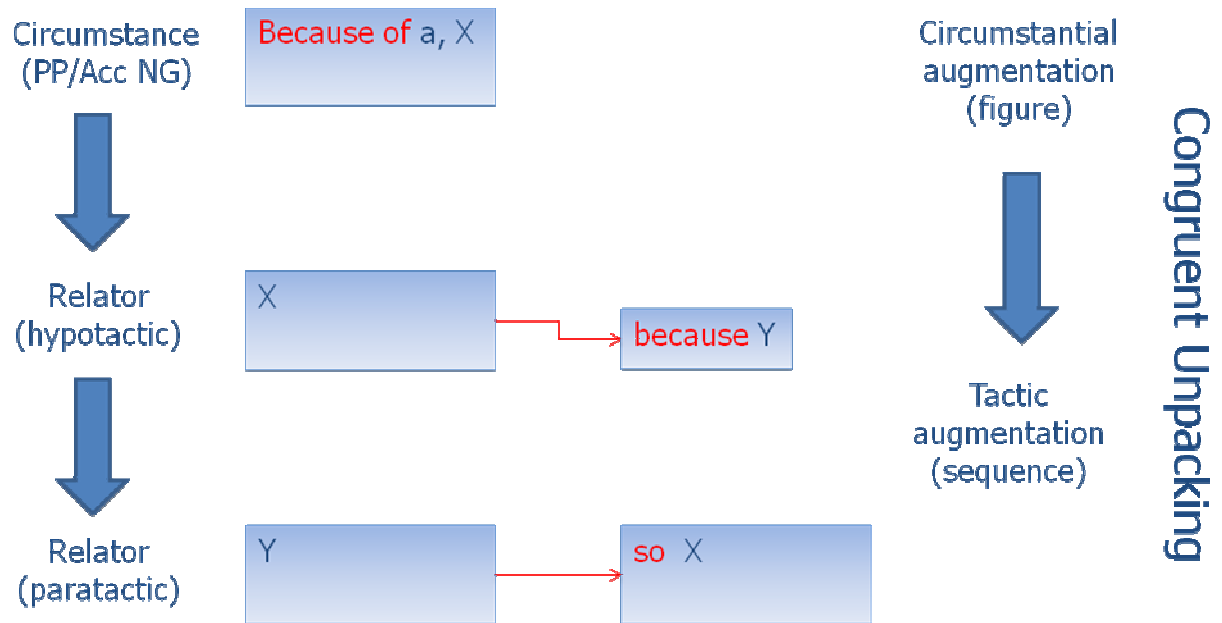 Circumstance
(PP/Acc NG)
Because of a, X
Circumstantial
augmentation
(figure)
Relator
(hypotactic)
X
because Y
Tactic
augmentation
(sequence)
Relator
(paratactic)
Y
so X
Congruent Unpacking